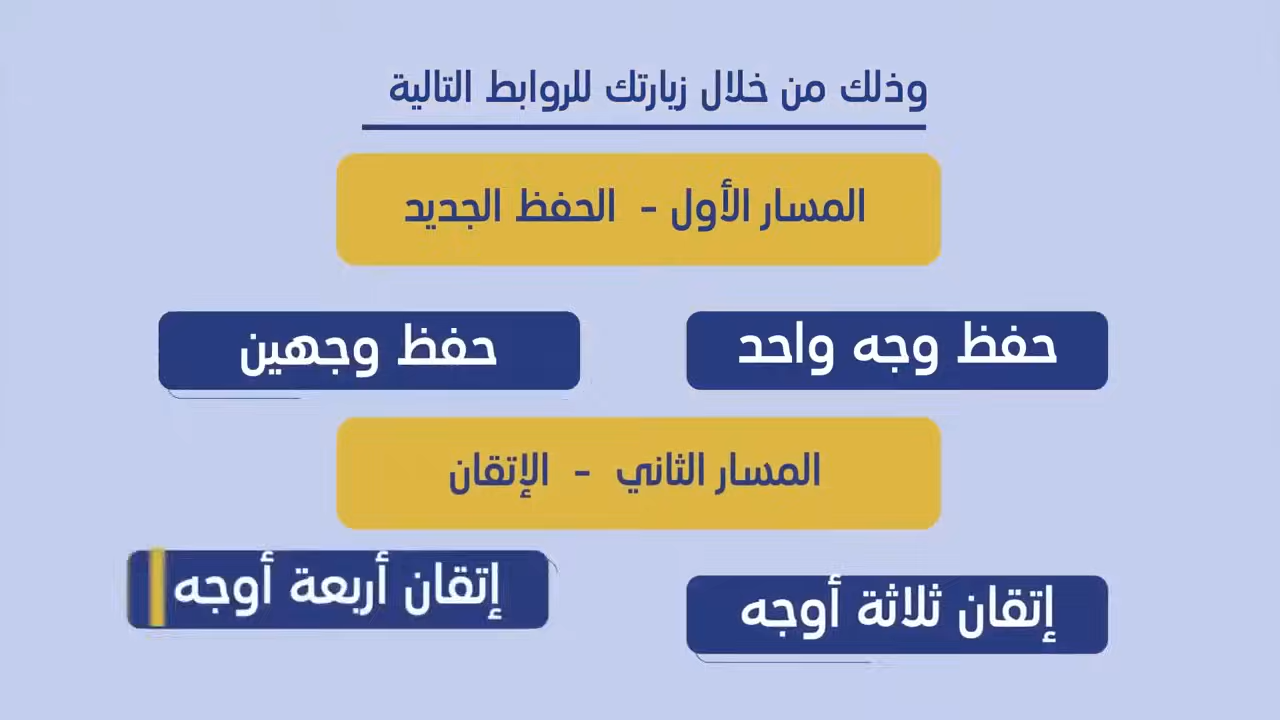 وذلك من خلال زيارتك للروابط التالية
المسار الأول - الحفظ الجديد
حفظ وجه واحد
حفظ وجهين
المسار الثاني - الإتقان
إتقان ثلاثة أوجه
إتقان أربعة أوجه